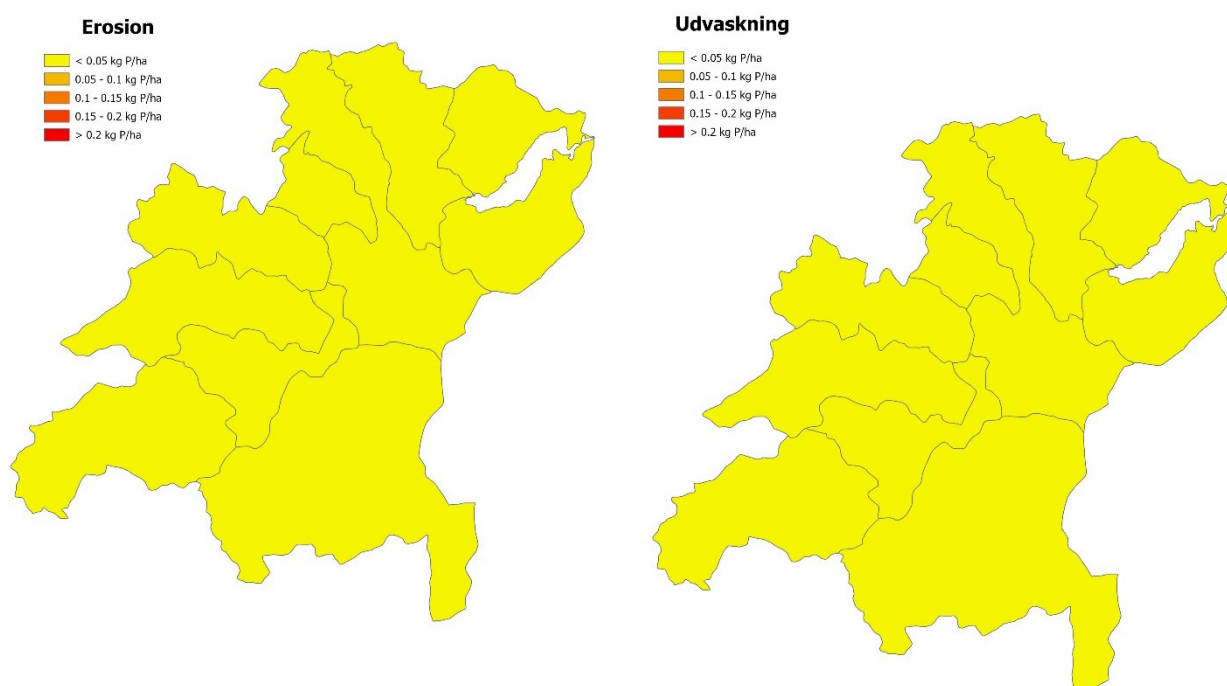 Erosion
< 0.05 kg P/ha
0.05 - 0.1 kg P/ha
0.1 - 0.15 kg P/ha
0.15 - 0.2 kg P/ha
> 0.2 kg P/ha
Udvaskning
< 0.05 kg P/ha
0.05 - 0.1 kg P/ha
0.1 - 0.15 kg P/ha
0.15 - 0.2 kg P/ha
> 0.2 kg P/ha